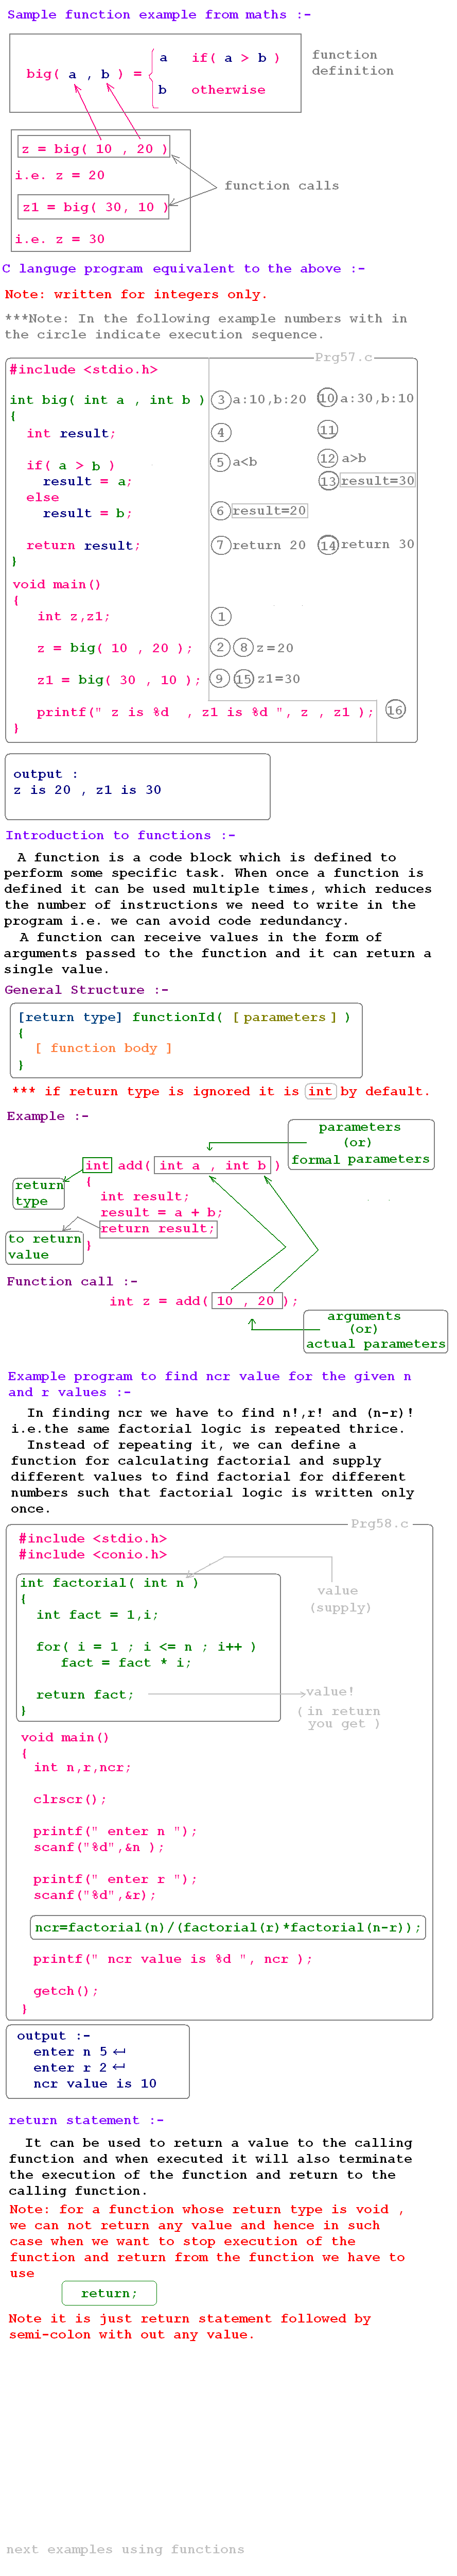 Sample function example from maths :-
big( a , b ) = { a if( a > b )
b otherwise
function
definition
z = big( 10 , 20 )
i.e. z = 20
z1 = big( 30, 10 )
i.e. z = 30
function calls
C languge program equivalent to the above :-
Note: written for integers only.
***Note: In the following example numbers with in
the circle indicate execution sequence.
Prg57.c
#include <stdio.h>
int big( int a , int b ) 3 a:10,b:20 10 a:30,b:10
{
int result; 4 11
if( a > b ) 5 a<b 12 a>b
result = a; 13 result=30
else
result = b; 6 result=20
return result; 7 return 20 14 return 30
}
void main()
{
int z,z1; 1
z = big( 10 , 20 ); 2 8 z=20
z1 = big( 30 , 10 ); 9 15 z1=30
printf(" z is %d , z1 is %d ", z , z1 ); 16
}
output :
z is 20 , z1 is 30
Introduction to functions :-
A function is a code block which is defined to
perform some specific task. When once a function is
defined it can be used multiple times, which reduces
the number of instructions we need to write in the
program i.e. we can avoid code redundancy.
A function can receive values in the form of
arguments passed to the function and it can return a
single value.
General Structure :-
[return type] functionId( [ parameters ] )
{
[ function body ]
}
*** if return type is ignored it is int by default.
Example :-
parameters
(or)
formal parameters
int add( int a , int b )
{
return
type
int result;
result = a + b;
return result;
}
to return
value
Function call :-
int z = add( 10 , 20 );
arguments
(or)
actual parameters
Example program to find ncr value for the given n
and r values :-
In finding ncr we have to find n!,r! and (n-r)!
i.e.the same factorial logic is repeated thrice.
Instead of repeating it, we can define a
function for calculating factorial and supply
different values to find factorial for different
numbers such that factorial logic is written only
once.
Prg58.c
#include <stdio.h>
#include <conio.h>
int factorial( int n )
{
value
(supply)
int fact = 1,i;
for( i = 1 ; i <= n ; i++ )
fact = fact * i;
return fact;
value!
( in return
you get )
}
void main()
{
int n,r,ncr;
clrscr();
printf(" enter n ");
scanf("%d",&n );
printf(" enter r ");
scanf("%d",&r);
ncr=factorial(n)/(factorial(r)*factorial(n-r));
printf(" ncr value is %d ", ncr );
getch();
}
output :-
enter n 5 ↵
enter r 2 ↵
ncr value is 10
return statement :-
It can be used to return a value to the calling
function and when executed it will also terminate
the execution of the function and return to the
calling function.
Note: for a function whose return type is void ,
we can not return any value and hence in such
case when we want to stop execution of the
function and return from the function we have to
use
return;
Note it is just return statement followed by
semi-colon with out any value.
next examples using functions